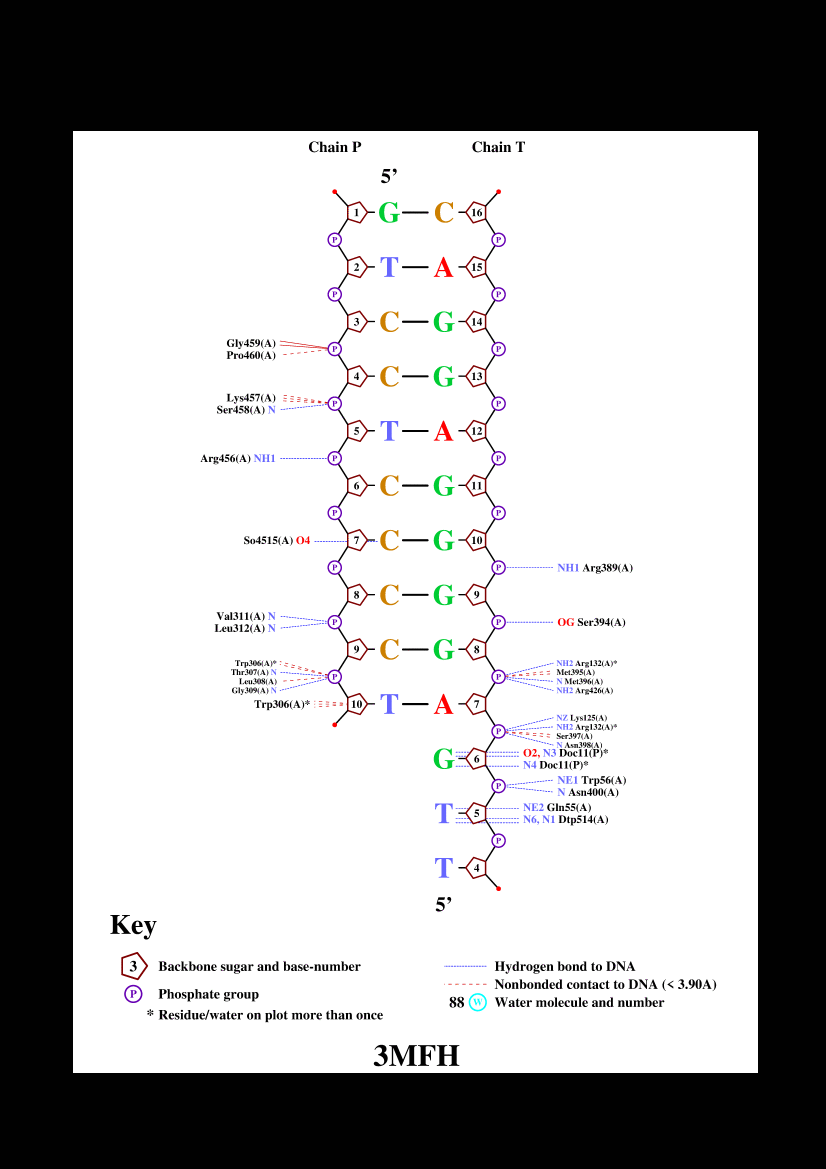 Chain P Chain T
5’
1 G C 16
P P
2 T A 15
P P
3 C G 14
Gly459(A)
P P
Pro460(A)
4 C G 13
Lys457(A)
P P
Ser458(A) N
5 T A 12
Arg456(A) NH1 P P
6 C G 11
P P
So4515(A) O4 7 C G 10
P P NH1 Arg389(A)
8 C G 9
Val311(A) N
P P OG Ser394(A)
Leu312(A) N
9 C G 8
Trp306(A)* NH2 Arg132(A)*
Thr307(A) N Met395(A)
P P
Leu308(A) N Met396(A)
Gly309(A) N NH2 Arg426(A)
Trp306(A)* 10 T A 7
NZ Lys125(A)
NH2 Arg132(A)*
P
Ser397(A)
N Asn398(A)
O2, N3 Doc11(P)*
G 6
N4 Doc11(P)*
NE1 Trp56(A)
P
N Asn400(A)
NE2 Gln55(A)
T 5
N6, N1 Dtp514(A)
P
T 4
5’
Key
3 Backbone sugar and base-number
P Phosphate group
* Residue/water on plot more than once
Hydrogen bond to DNA
Nonbonded contact to DNA (< 3.90A)
88 W Water molecule and number
3MFH